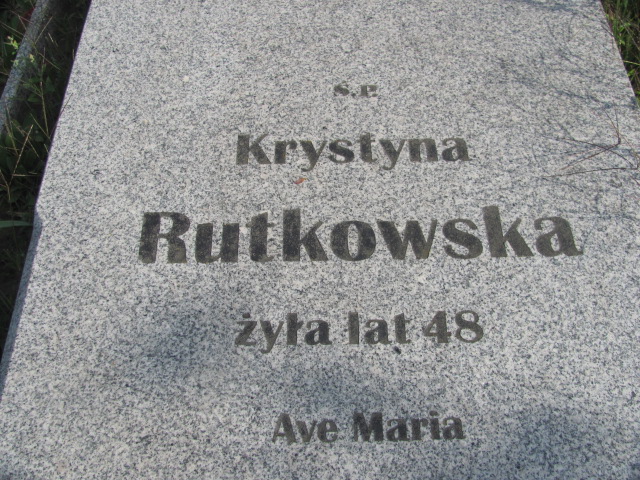 ś.p.
Krystyna
Rutkowska
żyła lat 48
Ave Maria